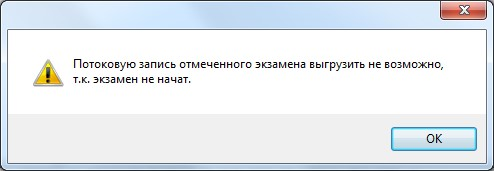 Потоковую запись отмеченного экзамена выгрузить не возможно,
т.к. экзамен не начат.
OK